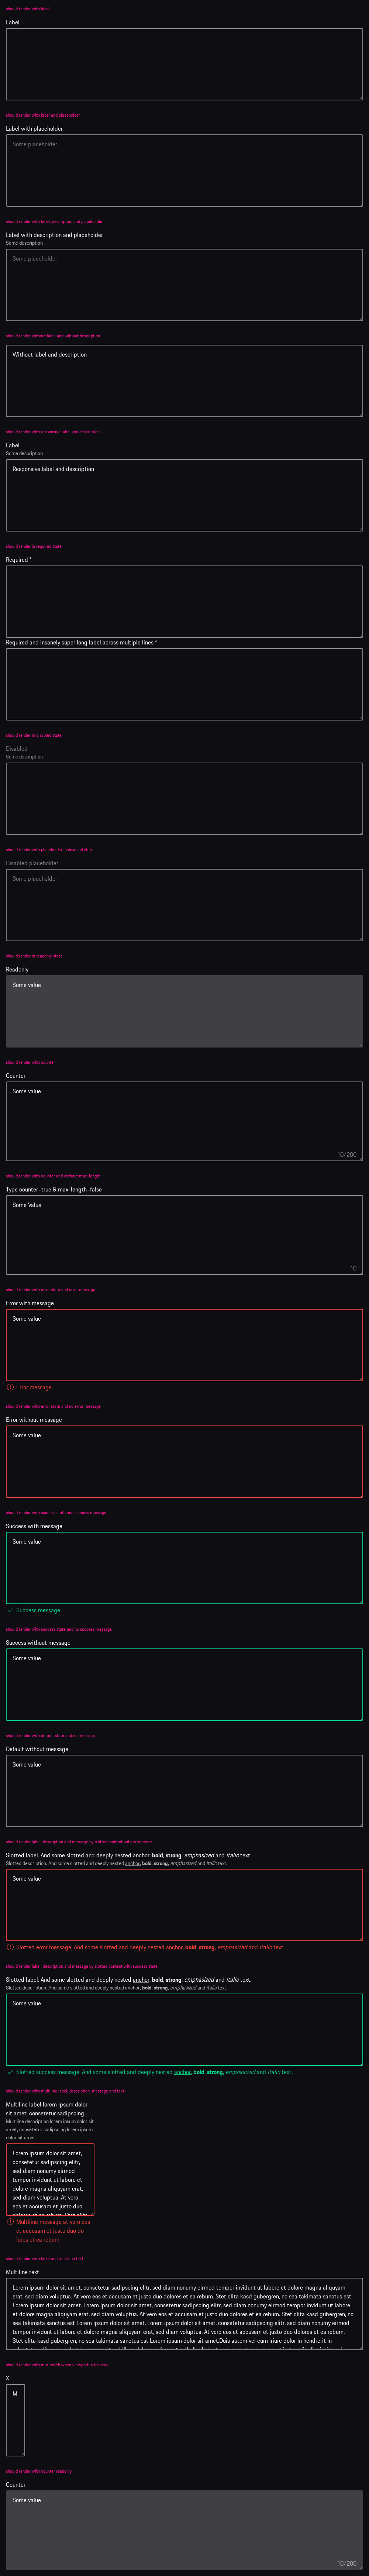 should render with label
Label
should render with label and placeholder
Label with placeholder
Some placeholder
should render with label, description and placeholder
Label with description and placeholder
Some description
Some placeholder
should render without label and without description
Without label and description
should render with responsive label and description
Label
Some description
Responsive label and description
should render in required state
Required *
Required and insanely super long label across multiple lines *
should render in disabled state
Disabled
Some description
should render with placeholder in disabled state
Disabled placeholder
Some placeholder
should render in readonly state
Readonly
Some value
should render with counter
Counter
Some value
10/200
should render with counter and without max-length
Type counter=true & max-length=false
Some Value
10
should render with error state and error message
Error with message
Some value
Error message
should render with error state and no error message
Error without message
Some value
should render with success state and success message
Success with message
Some value
Success message
should render with success state and no success message
Success without message
Some value
should render with default state and no message
Default without message
Some value
should render label, description and message by slotted content with error state
Slotted label. And some slotted and deeply nested anchor, bold, strong, emphasized and italic text.
Slotted description. And some slotted and deeply nested anchor, bold, strong, emphasized and italic text.
Some value
Slotted error message. And some slotted and deeply nested anchor, bold, strong, emphasized and italic text.
should render label, description and message by slotted content with success state
Slotted label. And some slotted and deeply nested anchor, bold, strong, emphasized and italic text.
Slotted description. And some slotted and deeply nested anchor, bold, strong, emphasized and italic text.
Some value
Slotted success message. And some slotted and deeply nested anchor, bold, strong, emphasized and italic text.
should render with multiline label, description, message and text
Multiline label lorem ipsum dolor
sit amet, consetetur sadipscing
Multiline description lorem ipsum dolor sit
amet, consetetur sadipscing lorem ipsum
dolor sit amet
Lorem ipsum dolor sit amet,
consetetur sadipscing elitr,
sed diam nonumy eirmod
tempor invidunt ut labore et
dolore magna aliquyam erat,
sed diam voluptua. At vero
eos et accusam et justo duo
dolores et ea rebum. Stet clita
Multiline message at vero eos
et accusam et justo duo do-
lores et ea rebum.
should render with label and multiline text
Multiline text
Lorem ipsum dolor sit amet, consetetur sadipscing elitr, sed diam nonumy eirmod tempor invidunt ut labore et dolore magna aliquyam
erat, sed diam voluptua. At vero eos et accusam et justo duo dolores et ea rebum. Stet clita kasd gubergren, no sea takimata sanctus est
Lorem ipsum dolor sit amet. Lorem ipsum dolor sit amet, consetetur sadipscing elitr, sed diam nonumy eirmod tempor invidunt ut labore
et dolore magna aliquyam erat, sed diam voluptua. At vero eos et accusam et justo duo dolores et ea rebum. Stet clita kasd gubergren, no
sea takimata sanctus est Lorem ipsum dolor sit amet. Lorem ipsum dolor sit amet, consetetur sadipscing elitr, sed diam nonumy eirmod
tempor invidunt ut labore et dolore magna aliquyam erat, sed diam voluptua. At vero eos et accusam et justo duo dolores et ea rebum.
Stet clita kasd gubergren, no sea takimata sanctus est Lorem ipsum dolor sit amet.Duis autem vel eum iriure dolor in hendrerit in
should render with min-width when viewport is too small
X
M
should render with counter readonly
Counter
Some value
10/200